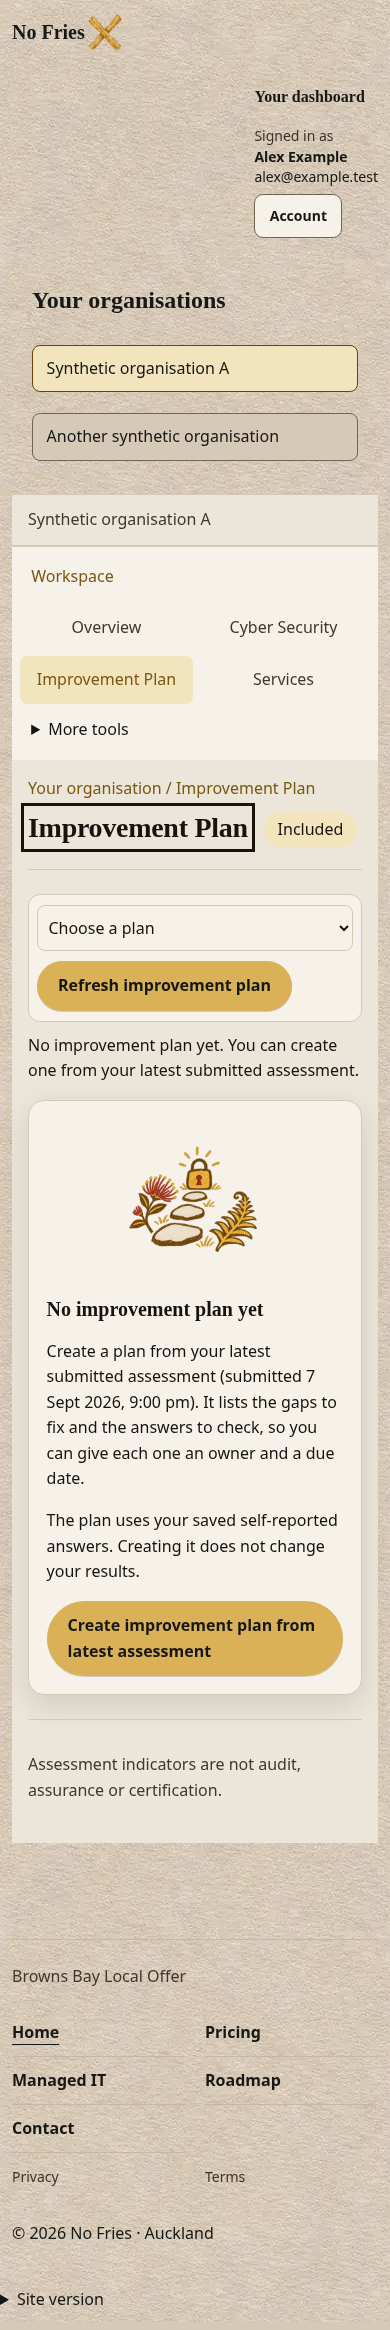 No Fries
Your dashboard
Signed in as
Alex Example
alex@example.test
Account
Your organisations
Synthetic organisation A
Another synthetic organisation
Synthetic organisation A
Workspace
Overview
Cyber Security
Improvement Plan
Services
More tools
Your organisation / Improvement Plan
Improvement Plan
Included
Choose a plan
Refresh improvement plan
No improvement plan yet. You can create
one from your latest submitted assessment.
No improvement plan yet
Create a plan from your latest
submitted assessment (submitted 7
Sept 2026, 9:00 pm). It lists the gaps to
fix and the answers to check, so you
can give each one an owner and a due
date.
The plan uses your saved self-reported
answers. Creating it does not change
your results.
Create improvement plan from
latest assessment
Assessment indicators are not audit,
assurance or certification.
Browns Bay Local Offer
Home
Pricing
Managed IT
Roadmap
Contact
Privacy
Terms
© 2026 No Fries · Auckland
Site version